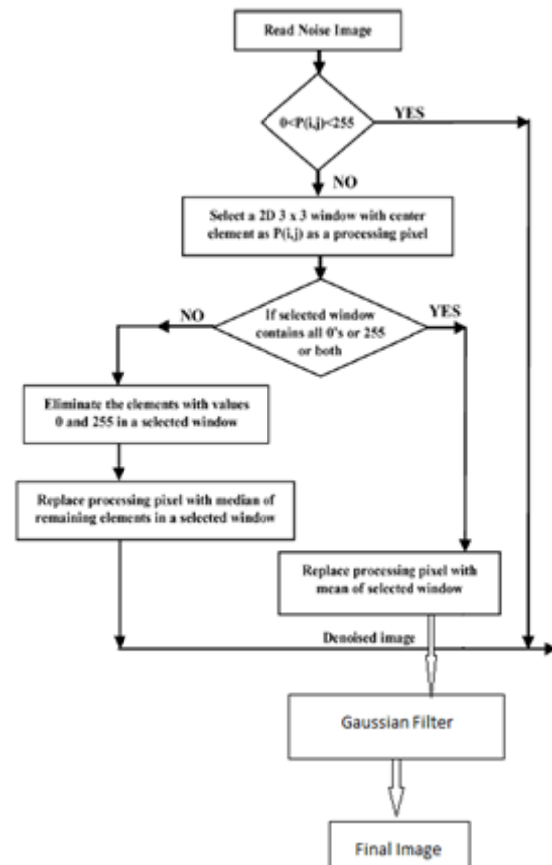 Read Noise Image
0<P(i,j)<255
YES
NO
Select a 2D 3 x 3 window with center
element as P(i,j) as a processing pixel
NO
If selected window
contains all 0's or 255
or both
YES
Eliminate the elements with values
0 and 255 in a selected window
Replace processing pixel with median of
remaining elements in a selected window
Replace processing pixel with
mean of selected window
Denoised image
Gaussian Filter
Final Image